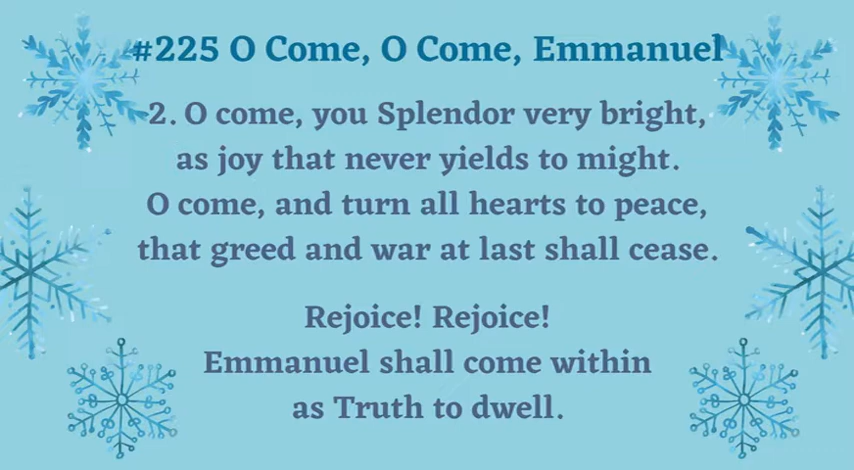 #225 O Come, O Come, Emmanuel
2. O come, you Splendor very bright,
as joy that never yields to might.
O come, and turn all hearts to peace,
that greed and war at last shall cease.
Rejoice! Rejoice!
Emmanuel shall come within
as Truth to dwell.